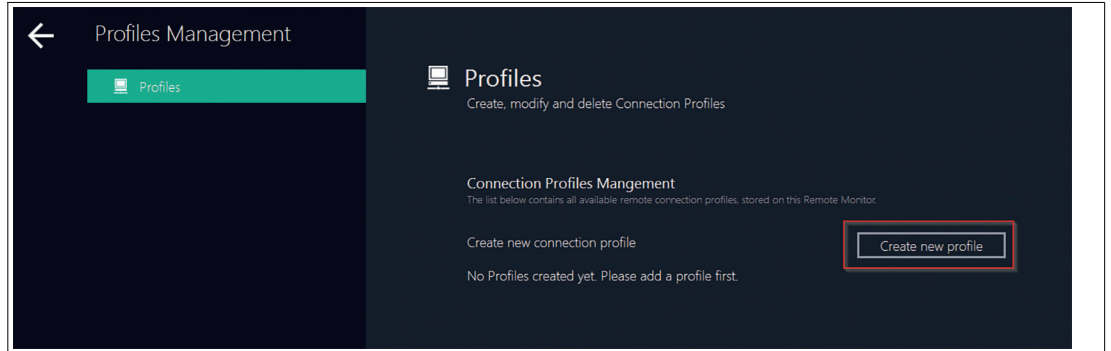 Profiles Management
Profiles
Profiles
Create, modify and delete Connection Profiles
Connection Profiles Mangement
The list below contains all available remote connection profiles, stored on this Remote Monitor.
Create new connection profile
Create new profile
No Profiles created yet. Please add a profile first.